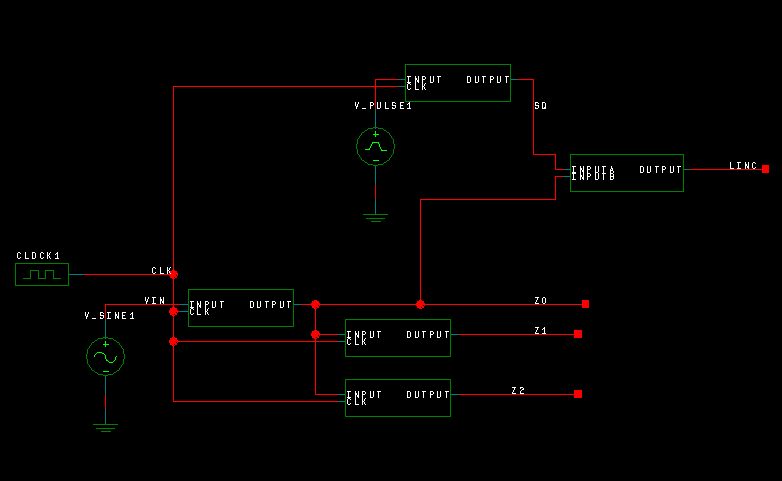 INPUT OUTPUT
CLK
V_PULSE1
SQ
INPUTA OUTPUT
INPUTB
LINC
CLOCK1
CLK
VIN
INPUT OUTPUT
CLK
Z0
V_SINE1
INPUT OUTPUT
CLK
Z1
INPUT OUTPUT
CLK
Z2